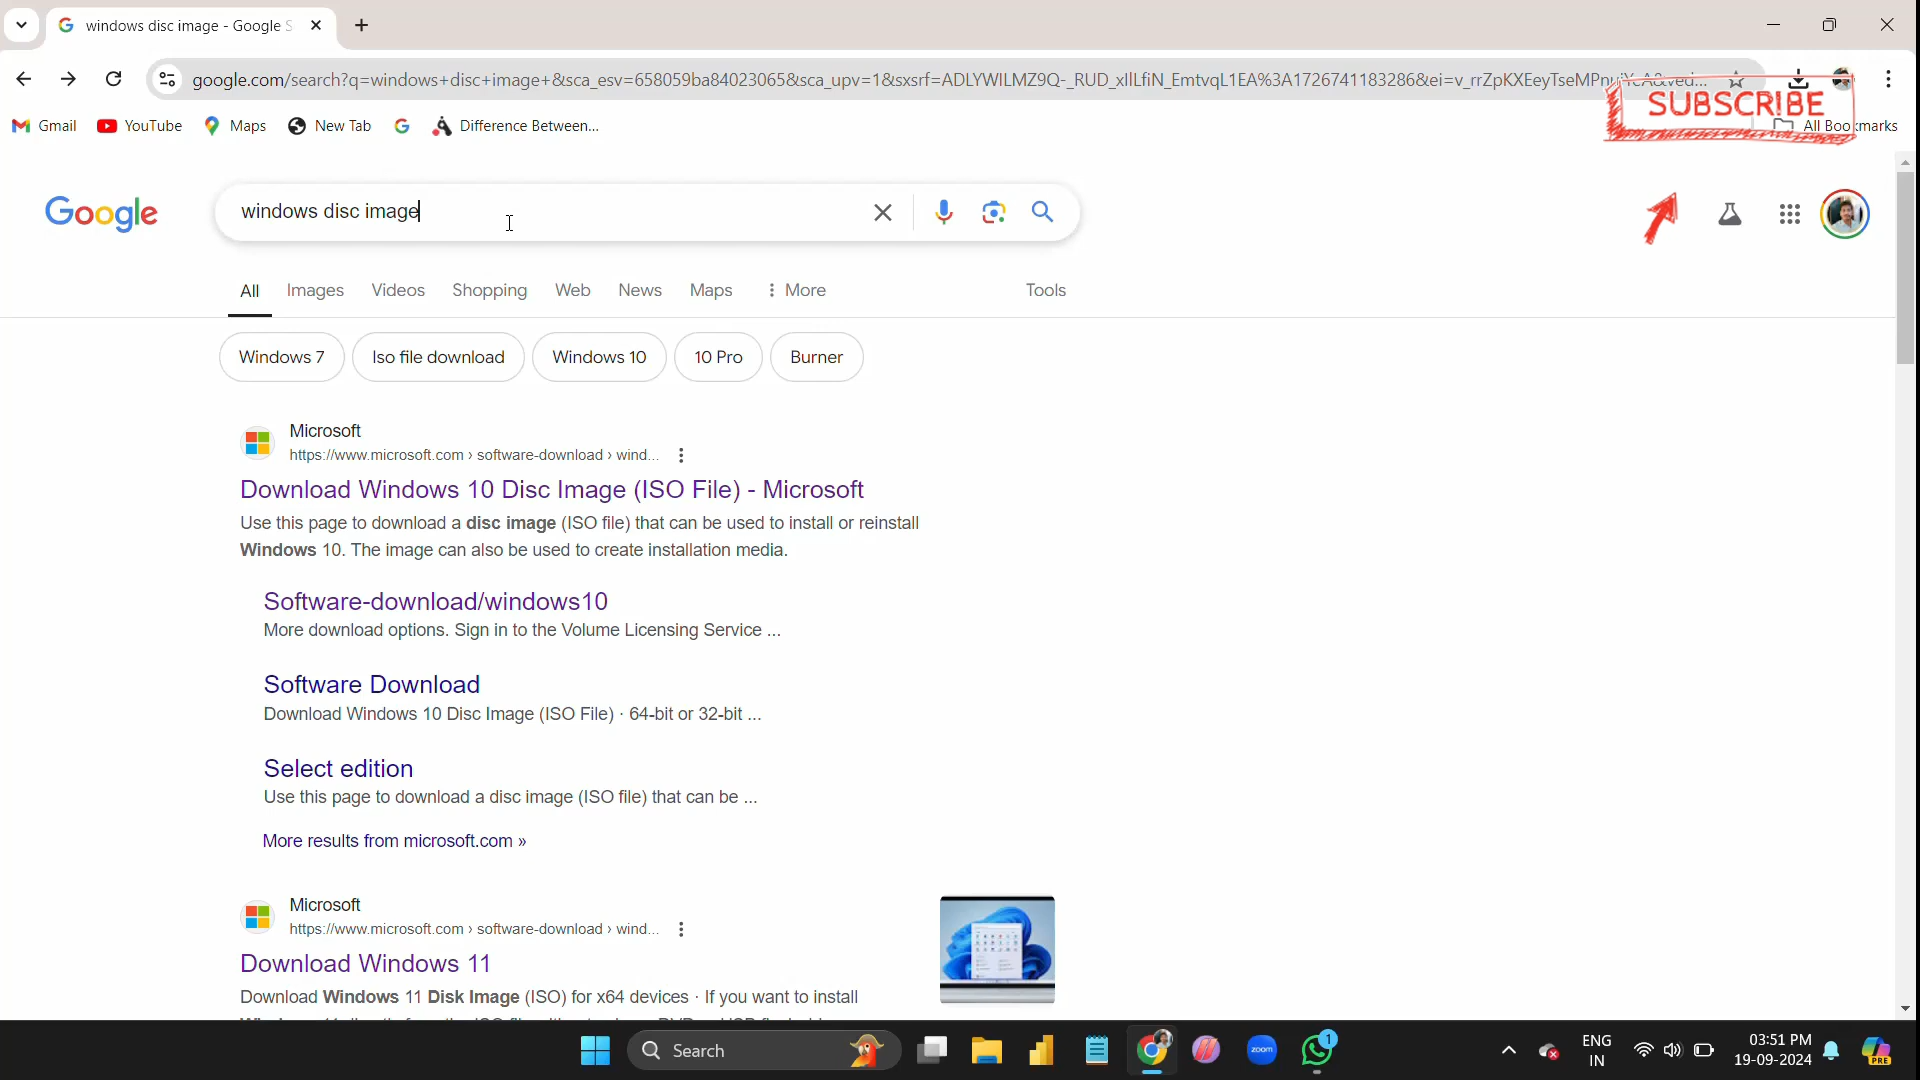 windows disc image - Google S
google.com/search?q=windows+disc+image+&sca_esv=658059ba84023065&sca_upv=1&sxsrf=ADLYWILMZ9Q-_RUD_xIlLfiN_EmtvqL1EA%3A1726741183286&ei=v_rrZpKXEeyTseMP
SUBSCRIBE
Gmail YouTube Maps New Tab Difference Between... All Bookmarks
Google windows disc image
All Images Videos Shopping Web News Maps More Tools
Windows 7 Iso file download Windows 10 10 Pro Burner
Microsoft
https://www.microsoft.com › software-download › wind...
Download Windows 10 Disc Image (ISO File) - Microsoft
Use this page to download a disc image (ISO file) that can be used to install or reinstall
Windows 10. The image can also be used to create installation media.
Software-download/windows10
More download options. Sign in to the Volume Licensing Service ...
Software Download
Download Windows 10 Disc Image (ISO File) · 64-bit or 32-bit ...
Select edition
Use this page to download a disc image (ISO file) that can be ...
More results from microsoft.com »
Microsoft
https://www.microsoft.com › software-download › wind...
Download Windows 11
Download Windows 11 Disk Image (ISO) for x64 devices · If you want to install
Search zoom 1 ENG 03:51 PM PRE
IN 19-09-2024